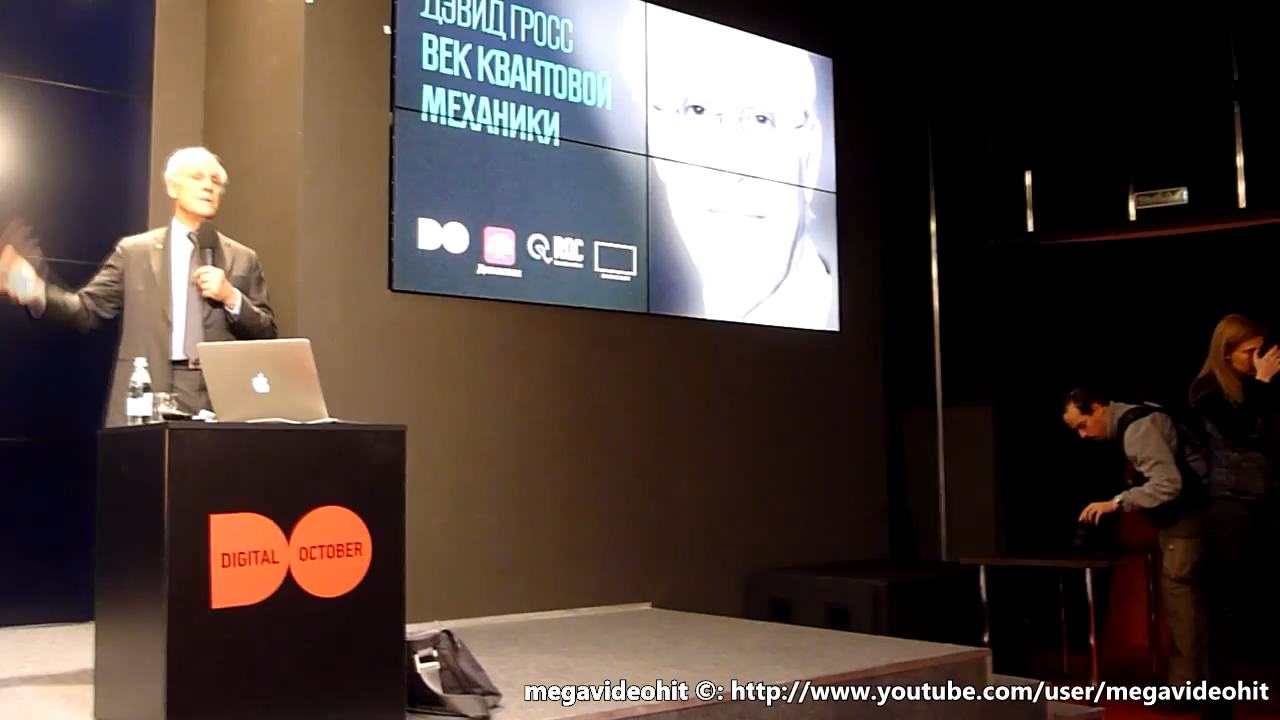 ДЭВИД ГРОСС
ВЕК КВАНТОВОЙ
МЕХАНИКИ
DO
DIGITAL OCTOBER
megavideohit ©: http://www.youtube.com/user/megavideohit